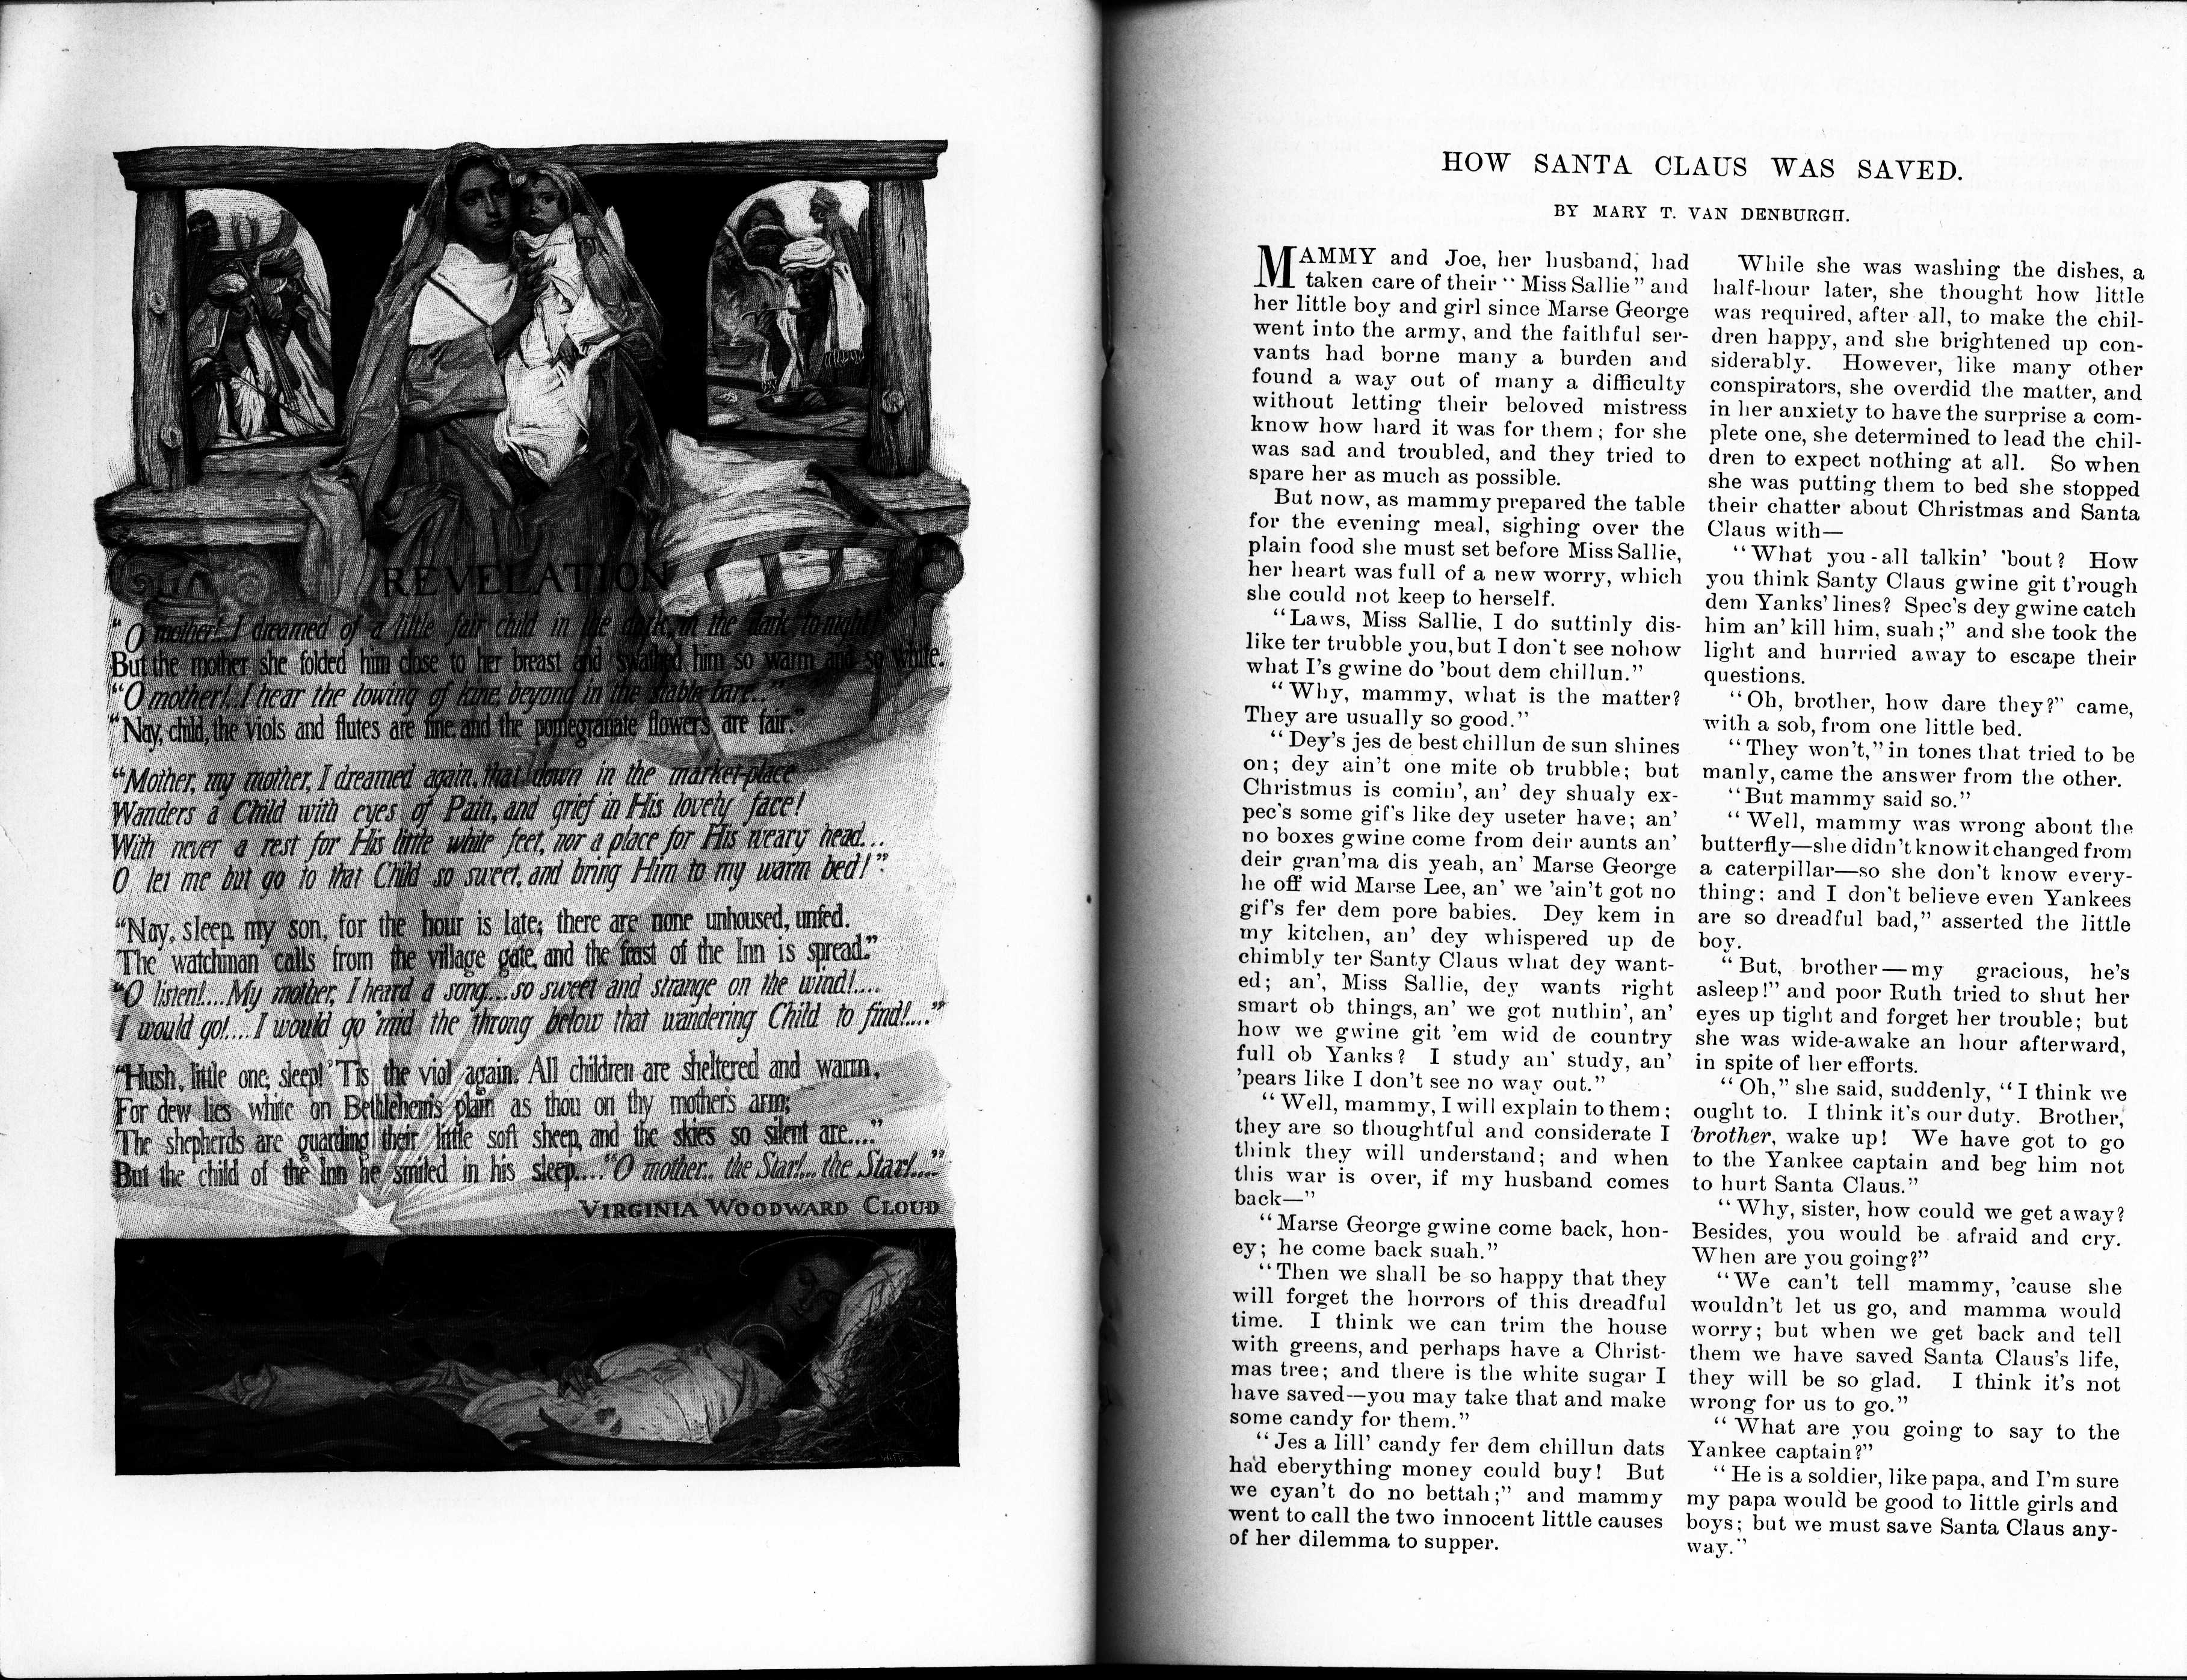 REVELATION
"O mother! I dreamed of a little fair child in the dark, in the dark to-night!"
But the mother she folded him close to her breast and swathed him so warm and so white.
"O mother!..I hear the lowing of kine, beyond in the stable bare..."
"Nay, child, the viols and flutes are fine and the pomegranate flowers are fair."
"Mother, my mother, I dreamed again, that down in the market-place
Wanders a Child with eyes of Pain, and grief in His lovely face!
With never a rest for His little white feet, nor a place for His weary head...
O, let me but go to that Child so sweet, and bring Him to my warm bed!"
"Nay, sleep, my son, for the hour is late; there are none unhoused, unfed.
The watchman calls from the village gate, and the feast of the Inn is spread."
"O listen!....My mother, I heard a song....so sweet and strange on the wind!....
I would go!....I would go 'mid the throng below that wandering Child to find!...."
"Hush, little one; sleep! 'Tis the viol again. All children are sheltered and warm,
For dew lies white on Bethlehem's plain as thou on thy mother's arm;
The shepherds are guarding their little soft sheep, and the skies so silent are...."
But the child of the Inn he smiled in his sleep...."O mother.. the Star!...the Star!...."
VIRGINIA WOODWARD CLOUD
HOW SANTA CLAUS WAS SAVED.
BY MARY T. VAN DENBURGH.
MAMMY and Joe, her husband, had
taken care of their "Miss Sallie" and
her little boy and girl since Marse George
went into the army, and the faithful ser-
vants had borne many a burden and
found a way out of many a difficulty
without letting their beloved mistress
know how hard it was for them; for she
was sad and troubled, and they tried to
spare her as much as possible.
But now, as mammy prepared the table
for the evening meal, sighing over the
plain food she must set before Miss Sallie,
her heart was full of a new worry, which
she could not keep to herself.
"Laws, Miss Sallie, I do suttinly dis-
like ter trubble you, but I don't see nohow
what I's gwine do 'bout dem chillun."
"Why, mammy, what is the matter?
They are usually so good."
"Dey's jes de best chillun de sun shines
on; dey ain't one mite ob trubble; but
Christmus is comin', an' dey shualy ex-
pec's some gif's like dey useter have; an'
no boxes gwine come from deir aunts an'
deir gran'ma dis yeah, an' Marse George
he off wid Marse Lee, an' we 'ain't got no
gif's fer dem pore babies. Dey kem in
my kitchen, an' dey whispered up de
chimbly ter Santy Claus what dey want-
ed; an', Miss Sallie, dey wants right
smart ob things, an' we got nuthin', an'
how we gwine git 'em wid de country
full ob Yanks? I study an' study, an'
'pears like I don't see no way out."
"Well, mammy, I will explain to them;
they are so thoughtful and considerate I
think they will understand; and when
this war is over, if my husband comes
back—"
"Marse George gwine come back, hon-
ey; he come back suah."
"Then we shall be so happy that they
will forget the horrors of this dreadful
time. I think we can trim the house
with greens, and perhaps have a Christ-
mas tree; and there is the white sugar I
have saved—you may take that and make
some candy for them."
"Jes a lill' candy fer dem chillun dats
had eberything money could buy! But
we cyan't do no bettah;" and mammy
went to call the two innocent little causes
of her dilemma to supper.
While she was washing the dishes, a
half-hour later, she thought how little
was required, after all, to make the chil-
dren happy, and she brightened up con-
siderably. However, like many other
conspirators, she overdid the matter, and
in her anxiety to have the surprise a com-
plete one, she determined to lead the chil-
dren to expect nothing at all. So when
she was putting them to bed she stopped
their chatter about Christmas and Santa
Claus with—
"What you-all talkin' 'bout? How
you think Santy Claus gwine git t'rough
dem Yanks' lines? Spec's dey gwine catch
him an' kill him, suah;" and she took the
light and hurried away to escape their
questions.
"Oh, brother, how dare they?" came,
with a sob, from one little bed.
"They won't," in tones that tried to be
manly, came the answer from the other.
"But mammy said so."
"Well, mammy was wrong about the
butterfly—she didn't know it changed from
a caterpillar—so she don't know every-
thing; and I don't believe even Yankees
are so dreadful bad," asserted the little
boy.
"But, brother—my gracious, he's
asleep!" and poor Ruth tried to shut her
eyes up tight and forget her trouble; but
she was wide-awake an hour afterward,
in spite of her efforts.
"Oh," she said, suddenly, "I think we
ought to. I think it's our duty. Brother,
brother, wake up! We have got to go
to the Yankee captain and beg him not
to hurt Santa Claus."
"Why, sister, how could we get away?
Besides, you would be afraid and cry.
When are you going?"
"We can't tell mammy, 'cause she
wouldn't let us go, and mamma would
worry; but when we get back and tell
them we have saved Santa Claus's life,
they will be so glad. I think it's not
wrong for us to go."
"What are you going to say to the
Yankee captain?"
"He is a soldier, like papa, and I'm sure
my papa would be good to little girls and
boys; but we must save Santa Claus any-
way."